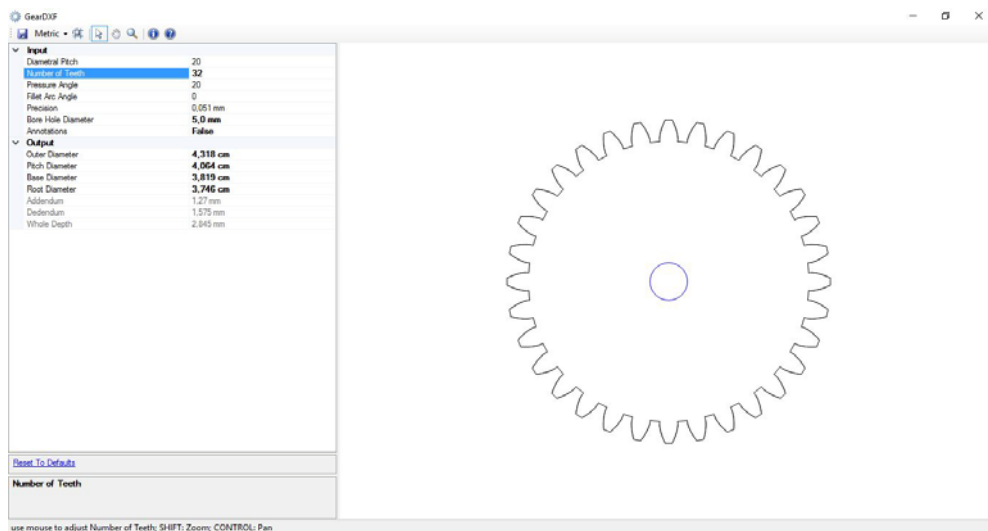 GearDXF
Metric
Input
Diametral Pitch 20
Number of Teeth 32
Pressure Angle 20
Fillet Arc Angle 0
Precision 0,051 mm
Bore Hole Diameter 5,0 mm
Annotations False
Output
Outer Diameter 4,318 cm
Pitch Diameter 4,064 cm
Base Diameter 3,819 cm
Root Diameter 3,746 cm
Addendum 1,27 mm
Dedendum 1,575 mm
Whole Depth 2,845 mm
Reset To Defaults
Number of Teeth
use mouse to adjust Number of Teeth; SHIFT: Zoom; CONTROL: Pan